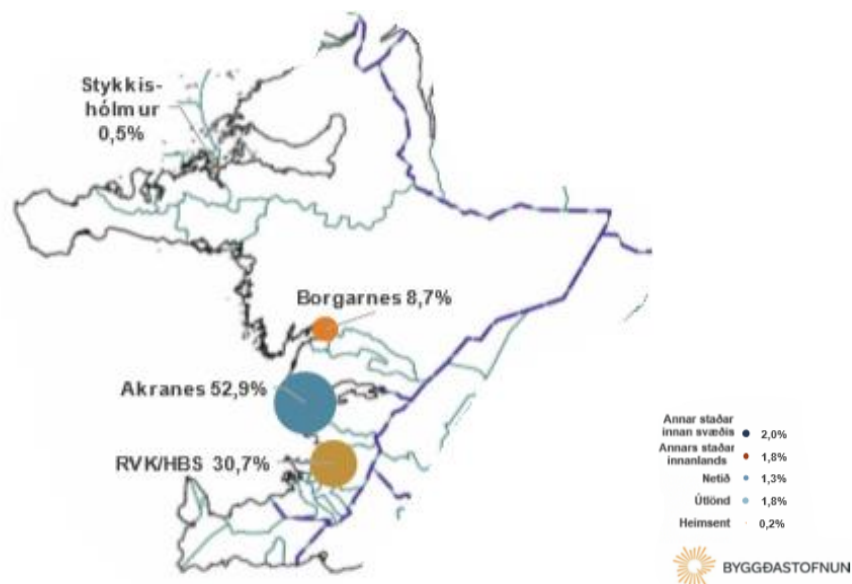 Stykkis-
hólmur
0,5%
Borgarnes 8,7%
Akranes 52,9%
RVK/HBS 30,7%
Annar staðar
innan svæðis 2,0%
Annars staðar
innanlands 1,8%
Netið 1,3%
Útlönd 1,8%
Heimsent 0,2%
BYGGÐASTOFNUN